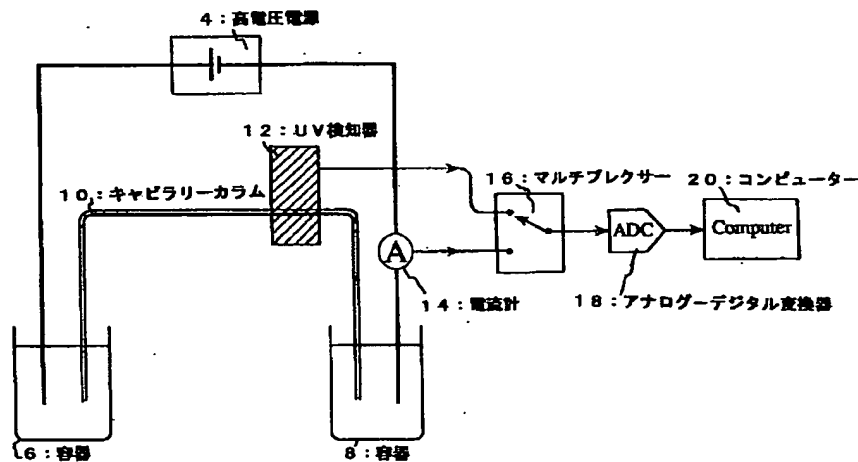 4：高電圧電源
12：UV検知器
10：キャピラリーカラム
16：マルチプレクサー
20：コンピューター
ADC
Computer
A
14：電流計
18：アナログーデジタル変換器
6：容器
8：容器